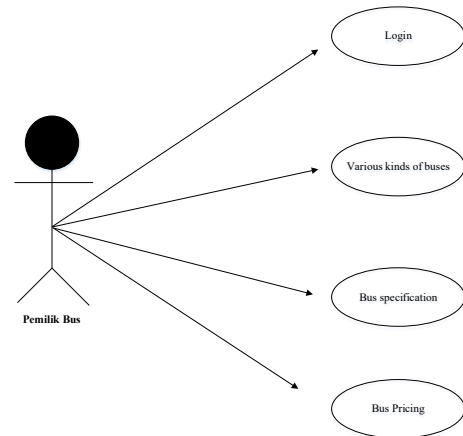 Login
Various kinds of buses
Bus specification
Pemilik Bus
Bus Pricing